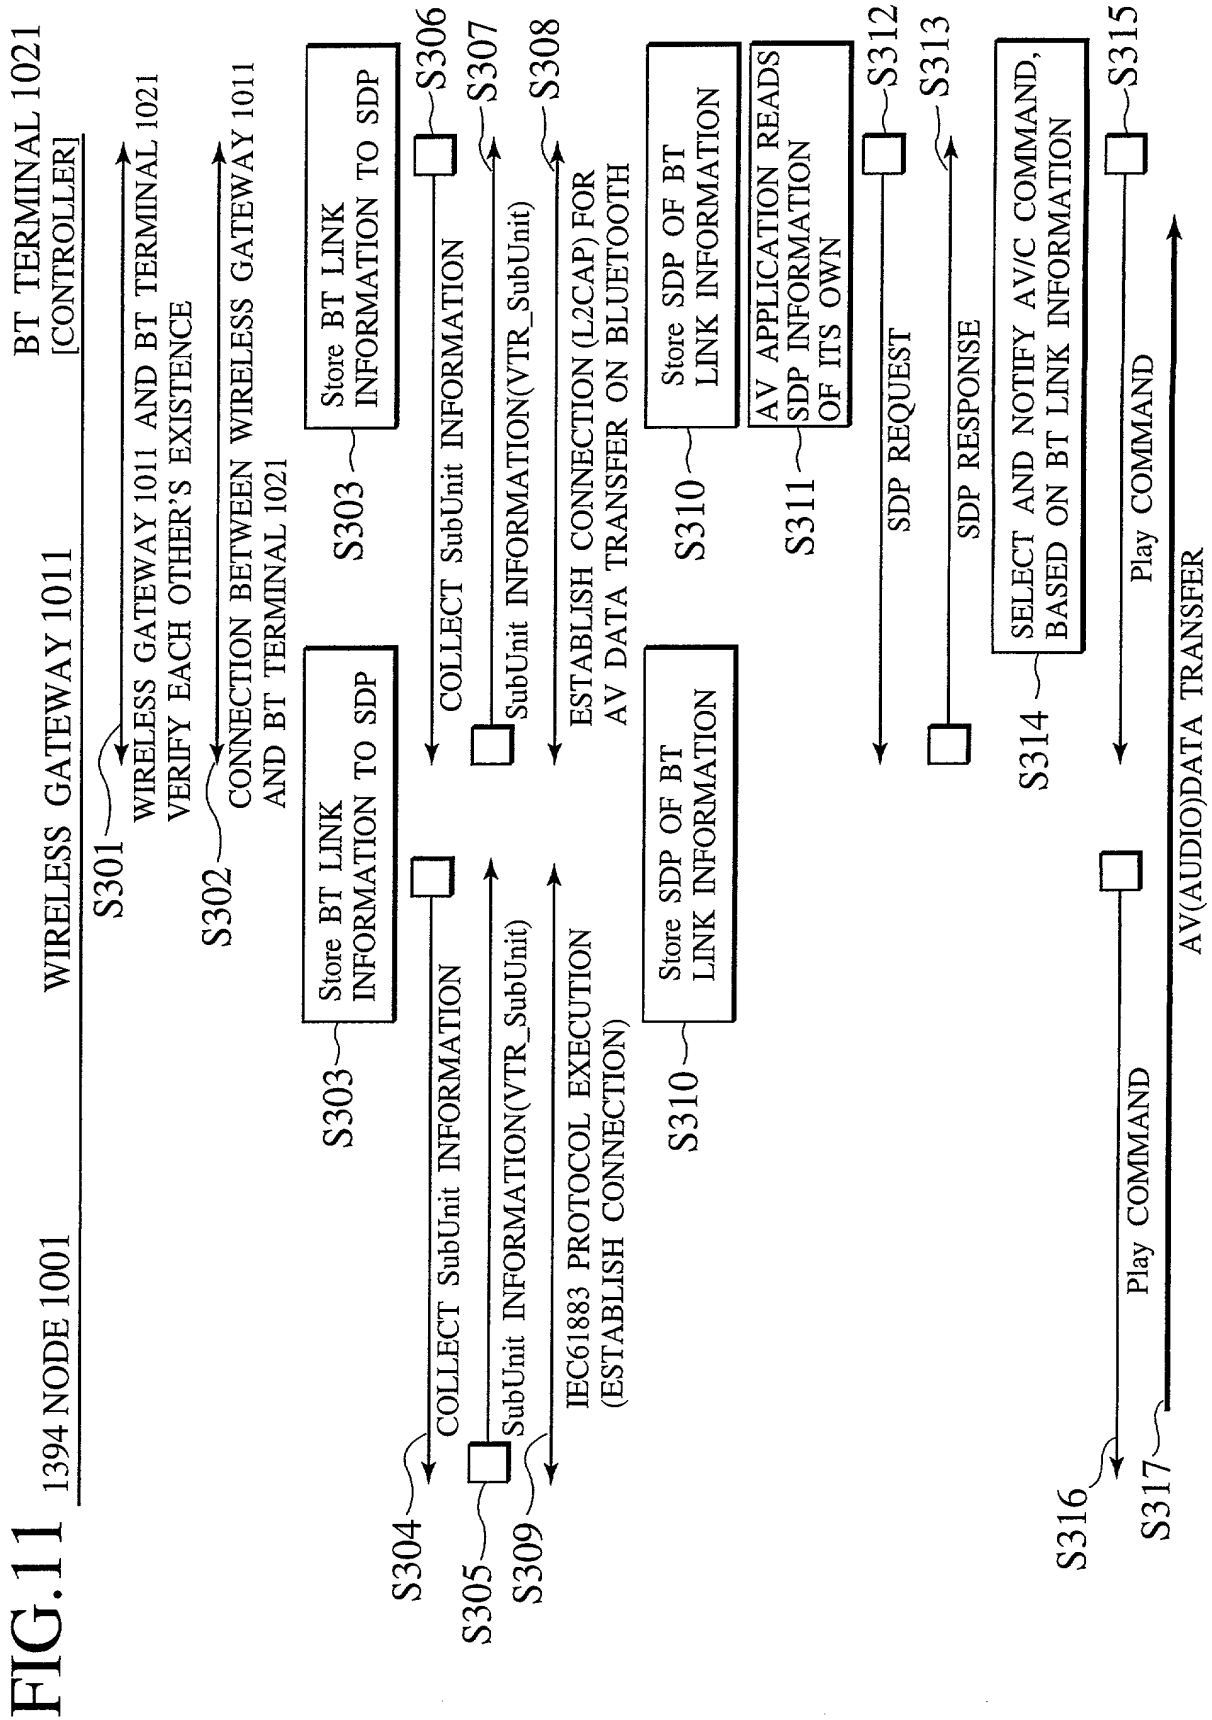 FIG.11
1394 NODE 1001
WIRELESS GATEWAY 1011
BT TERMINAL 1021
[CONTROLLER]
S301
WIRELESS GATEWAY 1011 AND BT TERMINAL 1021
VERIFY EACH OTHER'S EXISTENCE
S302
CONNECTION BETWEEN WIRELESS GATEWAY 1011
AND BT TERMINAL 1021
S303
Store BT LINK
INFORMATION TO SDP
S303
Store BT LINK
INFORMATION TO SDP
S304
COLLECT SubUnit INFORMATION
COLLECT SubUnit INFORMATION
S306
S305
SubUnit INFORMATION(VTR_SubUnit)
SubUnit INFORMATION(VTR_SubUnit)
S307
S309
IEC61883 PROTOCOL EXECUTION
(ESTABLISH CONNECTION)
ESTABLISH CONNECTION (L2CAP) FOR
AV DATA TRANSFER ON BLUETOOTH
S308
S310
Store SDP OF BT
LINK INFORMATION
S310
Store SDP OF BT
LINK INFORMATION
S311
AV APPLICATION READS
SDP INFORMATION
OF ITS OWN
S312
SDP REQUEST
S313
SDP RESPONSE
S314
SELECT AND NOTIFY AV/C COMMAND,
BASED ON BT LINK INFORMATION
S315
Play COMMAND
S316
Play COMMAND
S317
AV(AUDIO)DATA TRANSFER